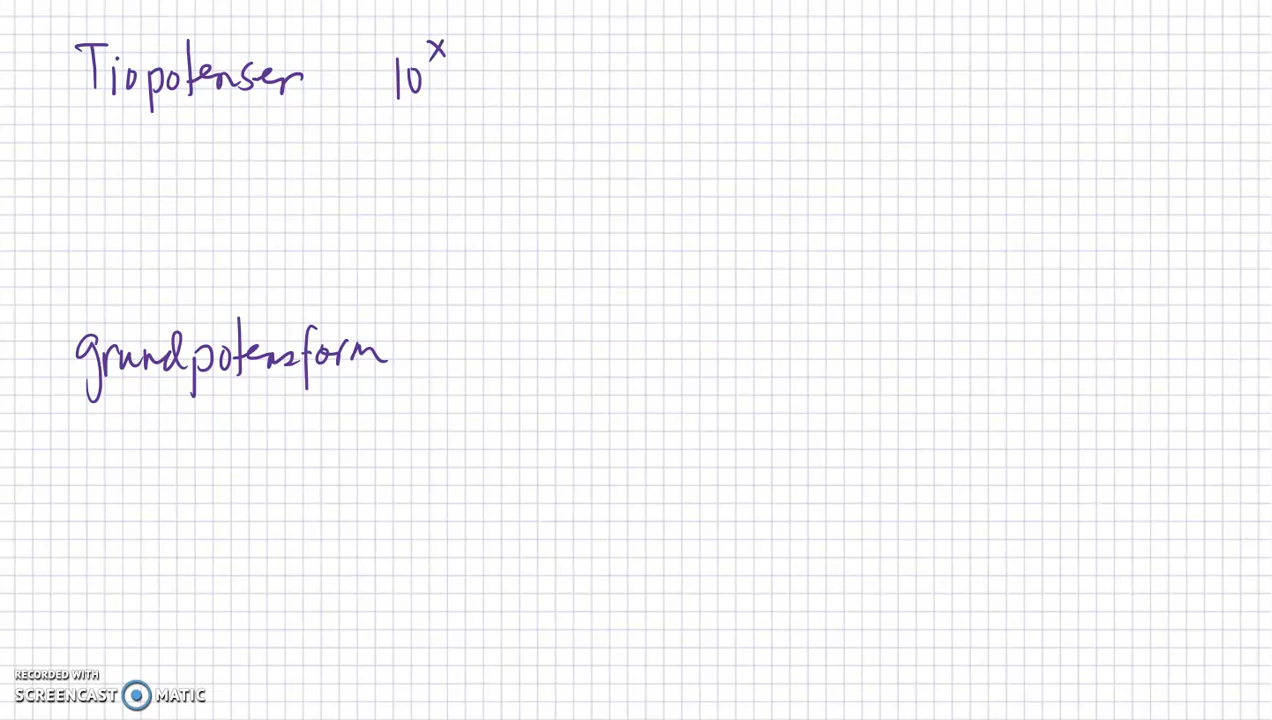 Tiopotenser 10^x
grundpotensform
RECORDED WITH
SCREENCAST MATIC